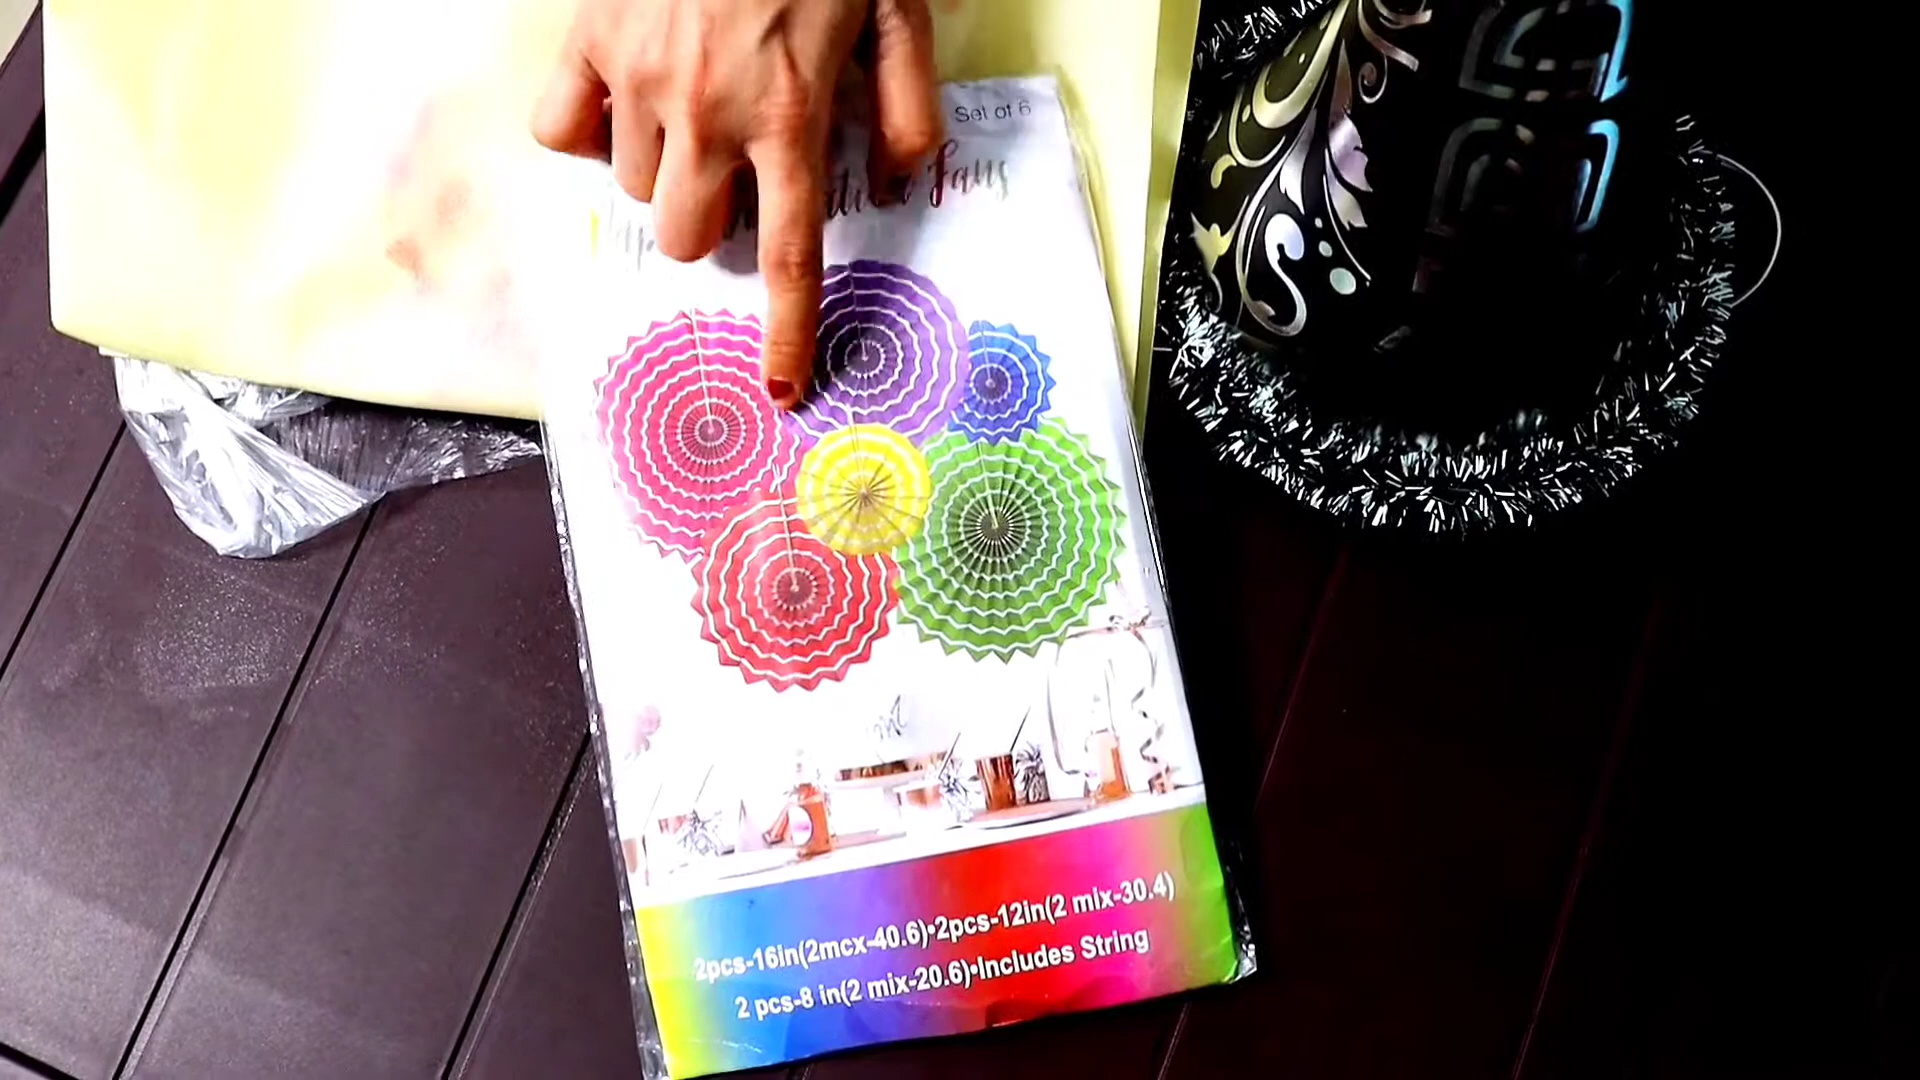 Set of 6
Fans
2pcs-16in(2mcx-40.6)•2pcs-12in(2 mix-30.4)
2 pcs-8 in(2 mix-20.6)•Includes String